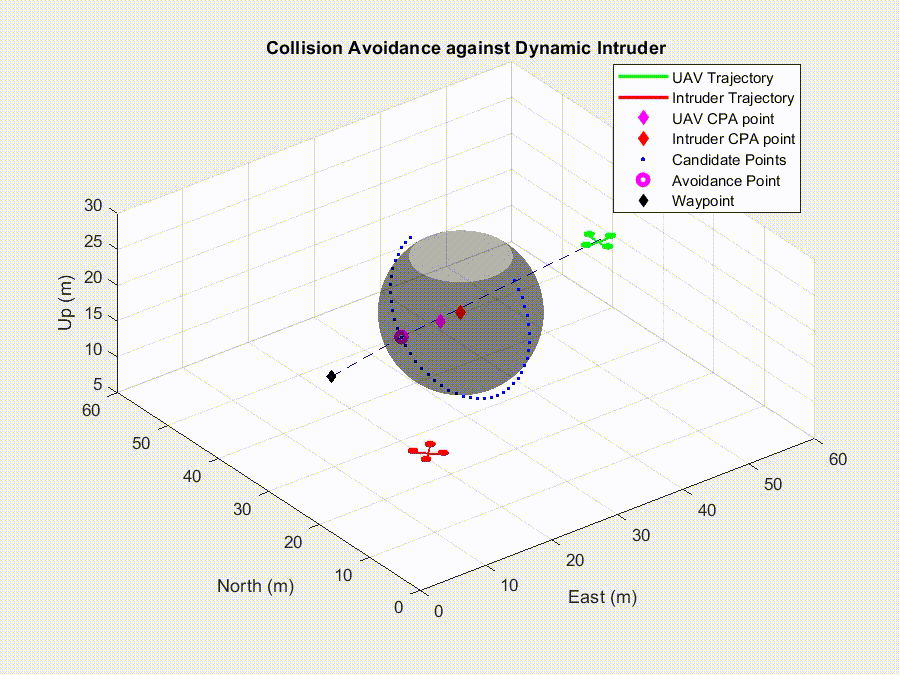 Collision Avoidance against Dynamic Intruder
UAV Trajectory
Intruder Trajectory
UAV CPA point
Intruder CPA point
Candidate Points
Avoidance Point
Waypoint
30
25
20
15
10
5
Up (m)
60
50
40
30
20
10
0
North (m)
0
10
20
30
40
50
60
East (m)